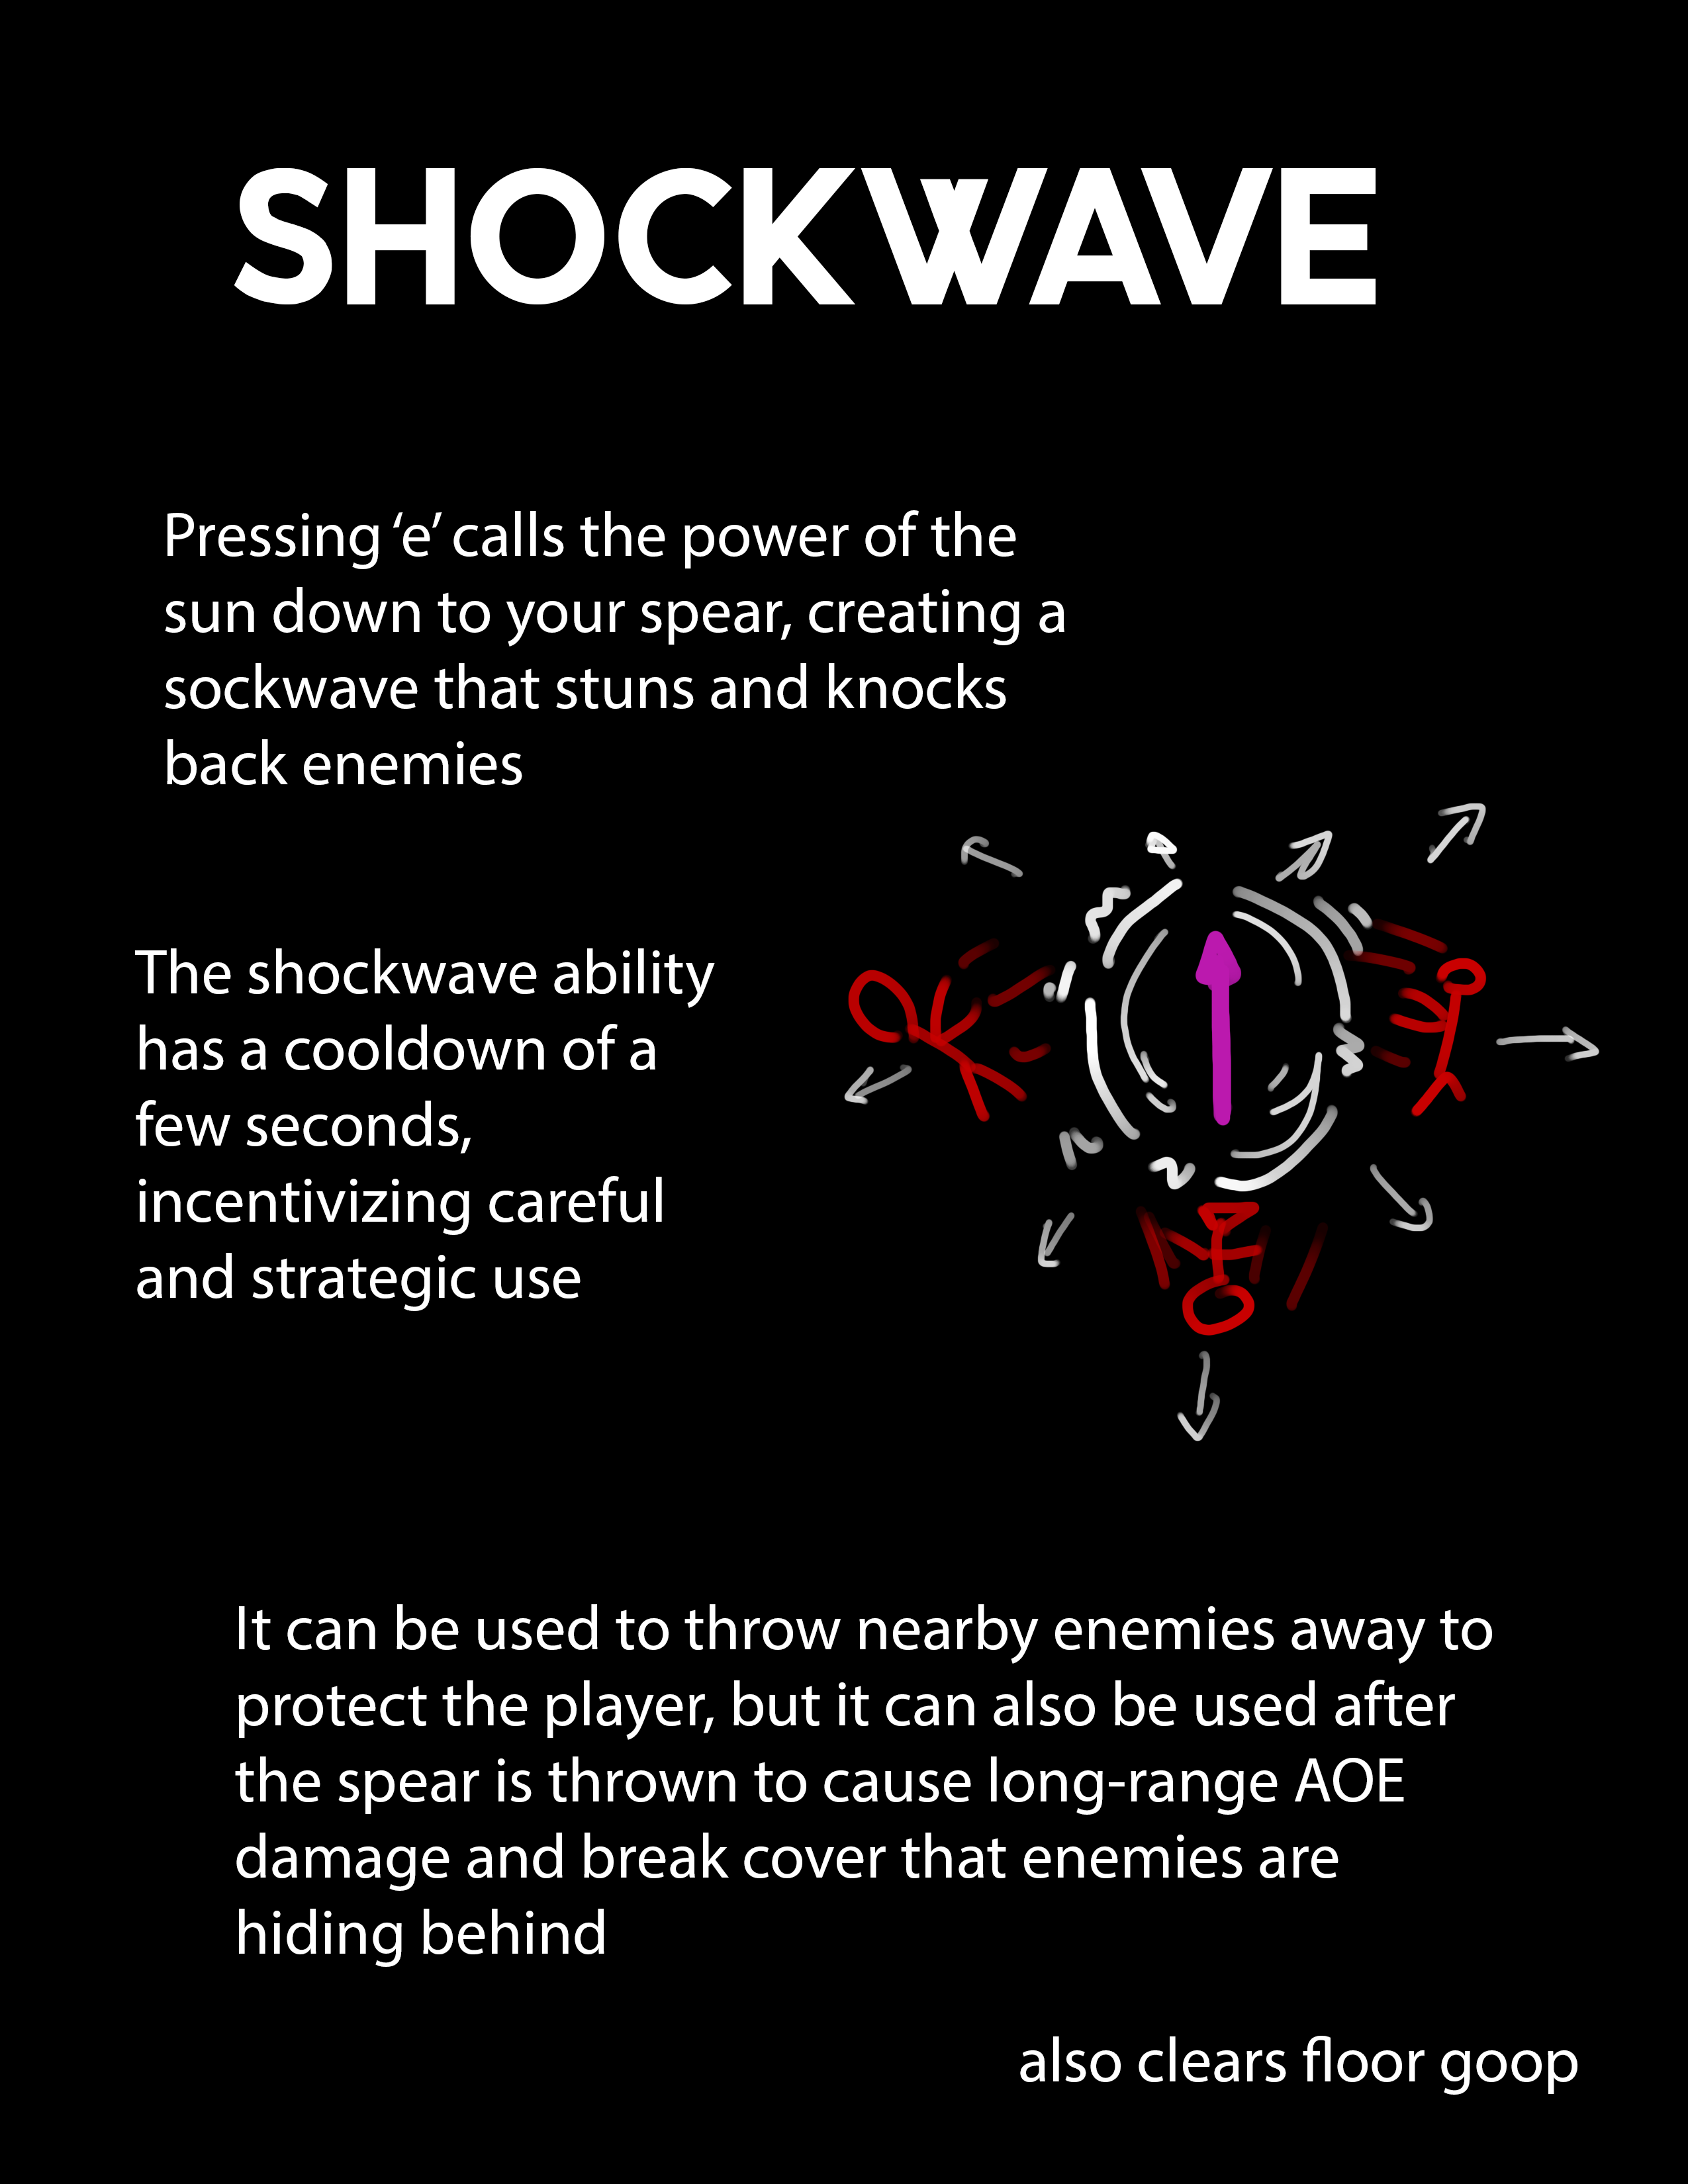 SHOCKWAVE
Pressing ‘e’ calls the power of the
sun down to your spear, creating a
sockwave that stuns and knocks
back enemies
The shockwave ability
has a cooldown of a
few seconds,
incentivizing careful
and strategic use
It can be used to throw nearby enemies away to
protect the player, but it can also be used after
the spear is thrown to cause long-range AOE
damage and break cover that enemies are
hiding behind
also clears floor goop